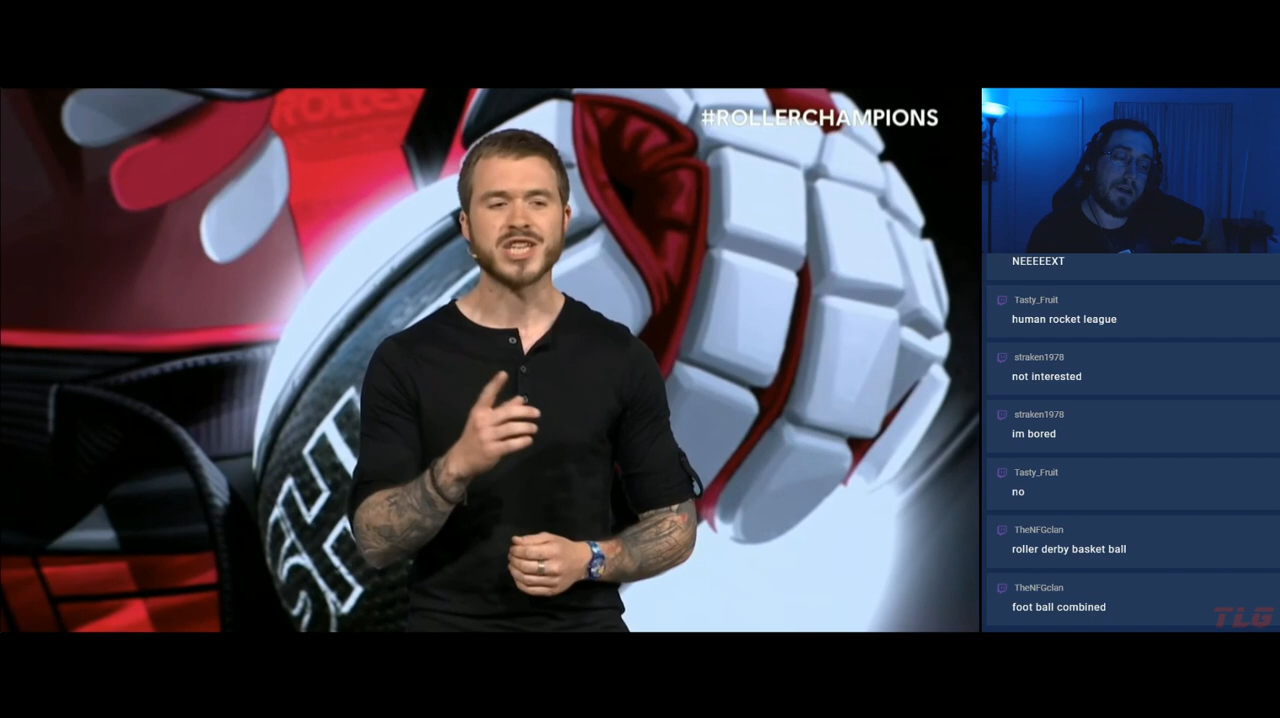 #ROLLERCHAMPIONS
NEEEEEXT
Tasty_Fruit
human rocket league
straken1978
not interested
straken1978
im bored
Tasty_Fruit
no
TheNFGclan
roller derby basket ball
TheNFGclan
foot ball combined
TLG